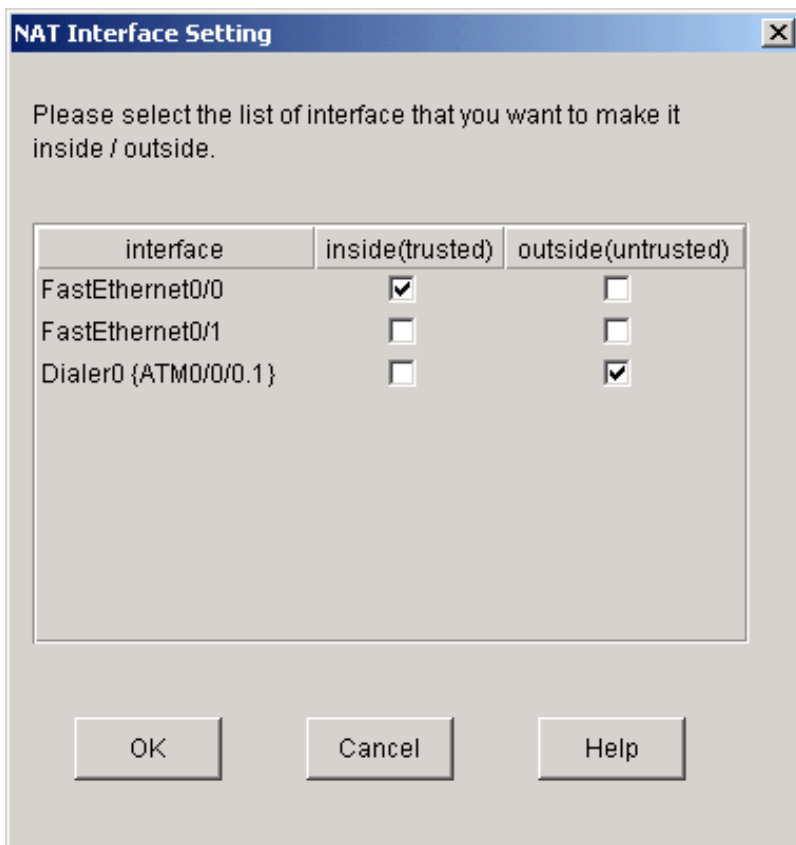 NAT Interface Setting
Please select the list of interface that you want to make it
inside / outside.
interface inside(trusted) outside(untrusted)
FastEthernet0/0
FastEthernet0/1
Dialer0 {ATM0/0/0.1}
OK Cancel Help